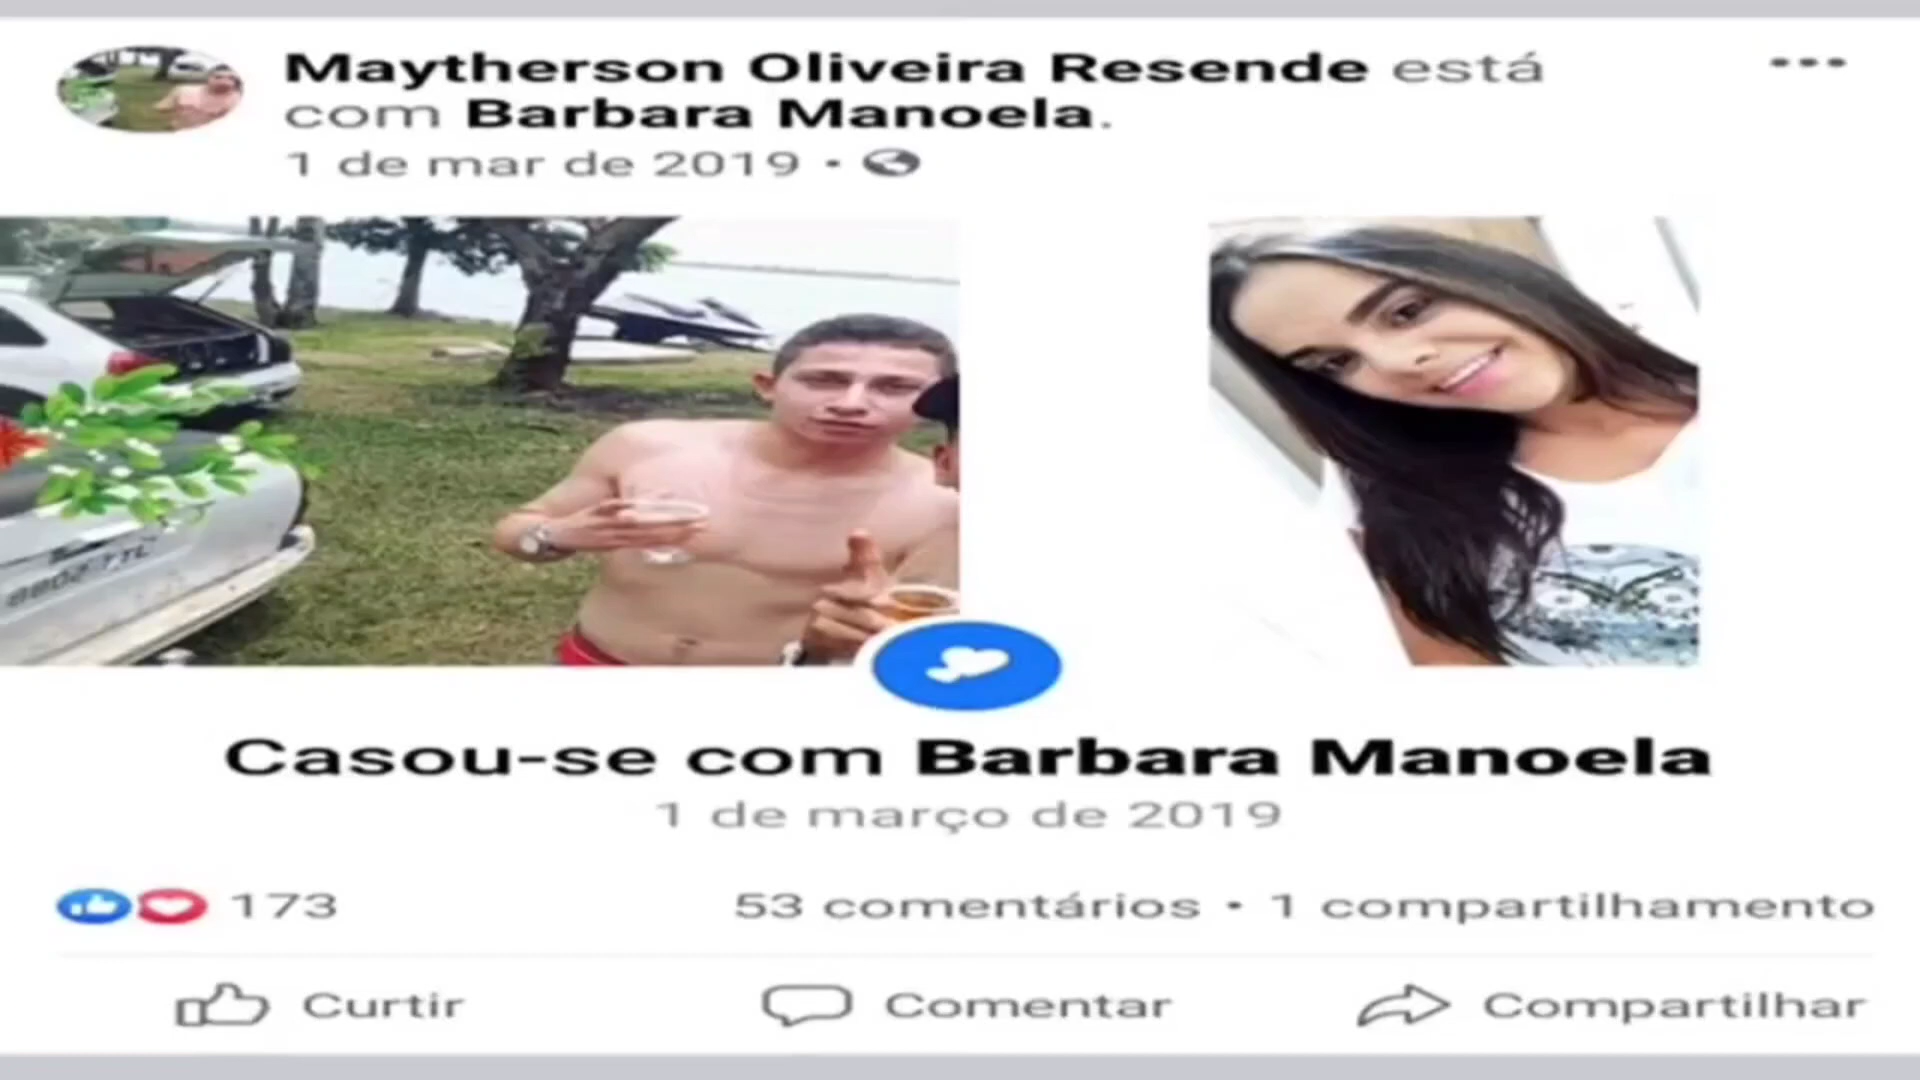 Maytherson Oliveira Resende está
com Barbara Manoela.
1 de mar de 2019 ·
Casou-se com Barbara Manoela
1 de março de 2019
173
53 comentários · 1 compartilhamento
Curtir
Comentar
Compartilhar